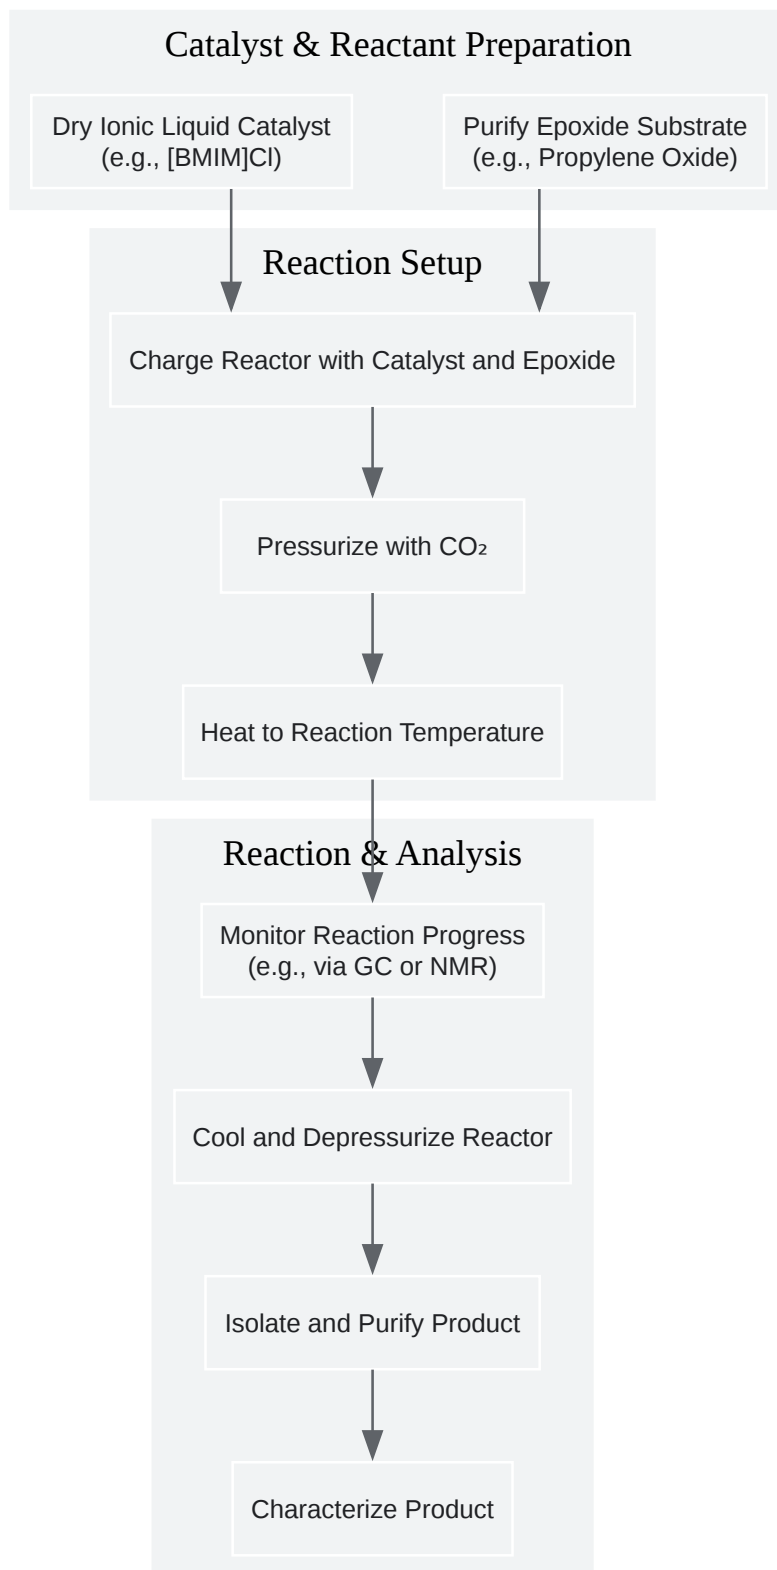 Catalyst & Reactant Preparation
Dry Ionic Liquid Catalyst
(e.g., [BMIM]Cl)
Purify Epoxide Substrate
(e.g., Propylene Oxide)
Reaction Setup
Charge Reactor with Catalyst and Epoxide
Pressurize with CO₂
Heat to Reaction Temperature
Reaction & Analysis
Monitor Reaction Progress
(e.g., via GC or NMR)
Cool and Depressurize Reactor
Isolate and Purify Product
Characterize Product